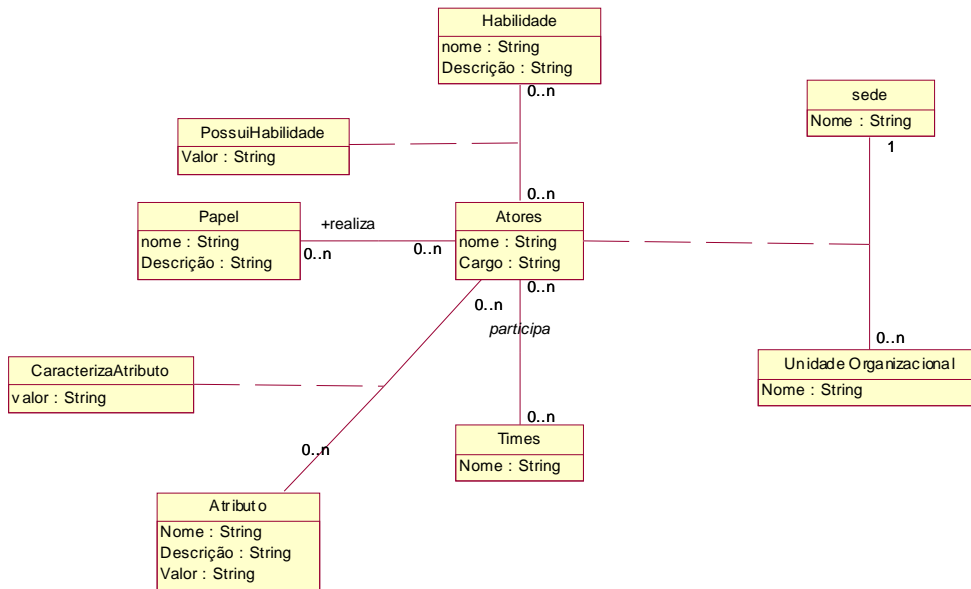 Habilidade
nome : String
Descrição : String
0..n
sede
Nome : String
1
PossuiHabilidade
Valor : String
0..n
Papel
nome : String
Descrição : String
+realiza
0..n
0..n
Atores
nome : String
Cargo : String
0..n
0..n
participa
0..n
Unidade Organizacional
Nome : String
CaracterizaAtributo
valor : String
0..n
0..n
Times
Nome : String
Atributo
Nome : String
Descrição : String
Valor : String